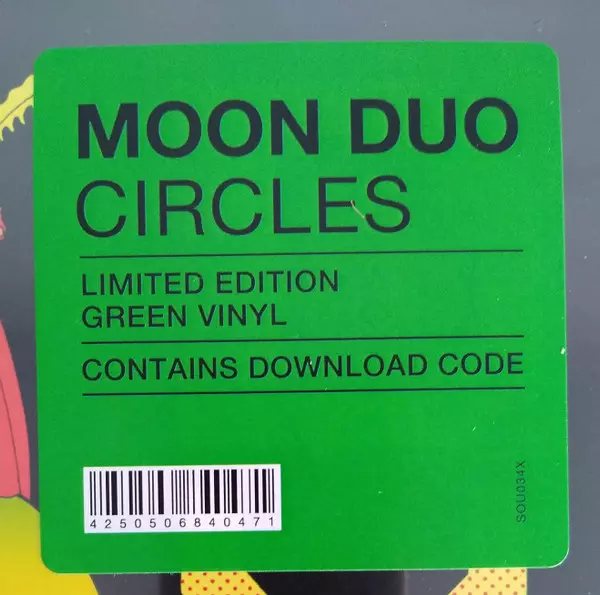 MOON DUO
CIRCLES
LIMITED EDITION
GREEN VINYL
CONTAINS DOWNLOAD CODE
4250506840471
SQU034X